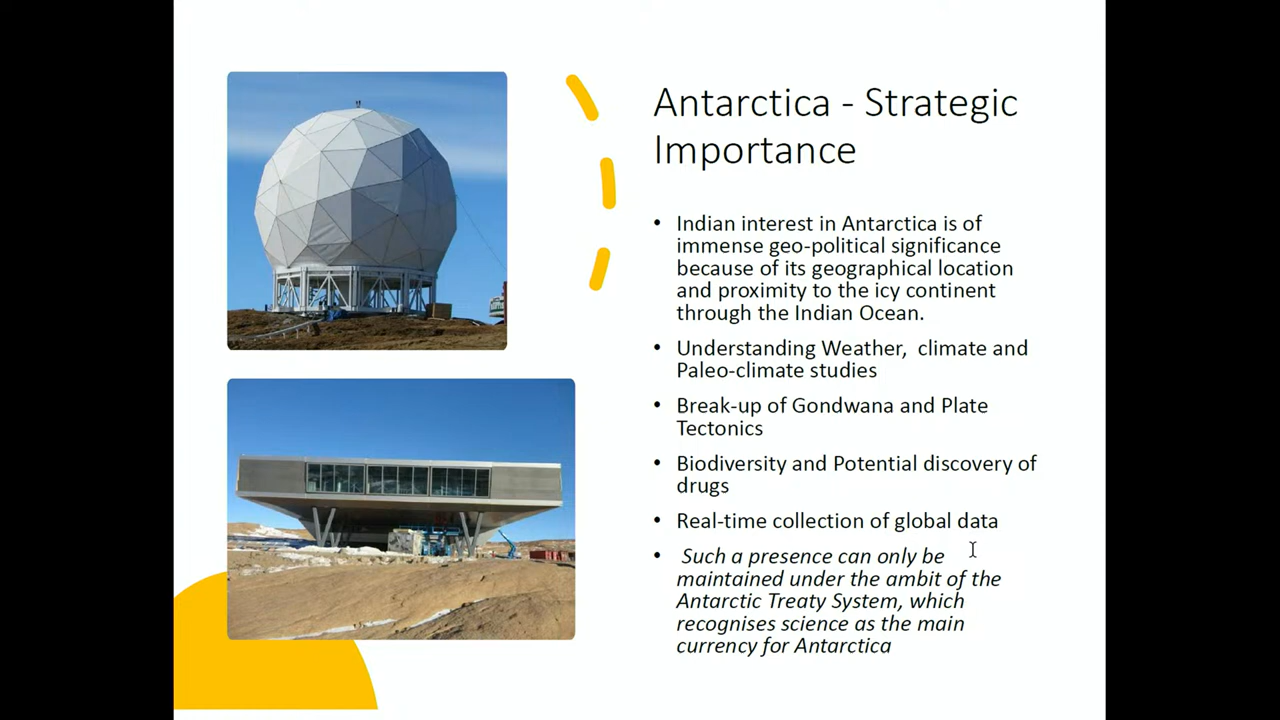 Antarctica - Strategic
Importance
• Indian interest in Antarctica is of
immense geo-political significance
because of its geographical location
and proximity to the icy continent
through the Indian Ocean.
• Understanding Weather,  climate and
Paleo-climate studies
• Break-up of Gondwana and Plate
Tectonics
• Biodiversity and Potential discovery of
drugs
• Real-time collection of global data
• Such a presence can only be
maintained under the ambit of the
Antarctic Treaty System, which
recognises science as the main
currency for Antarctica